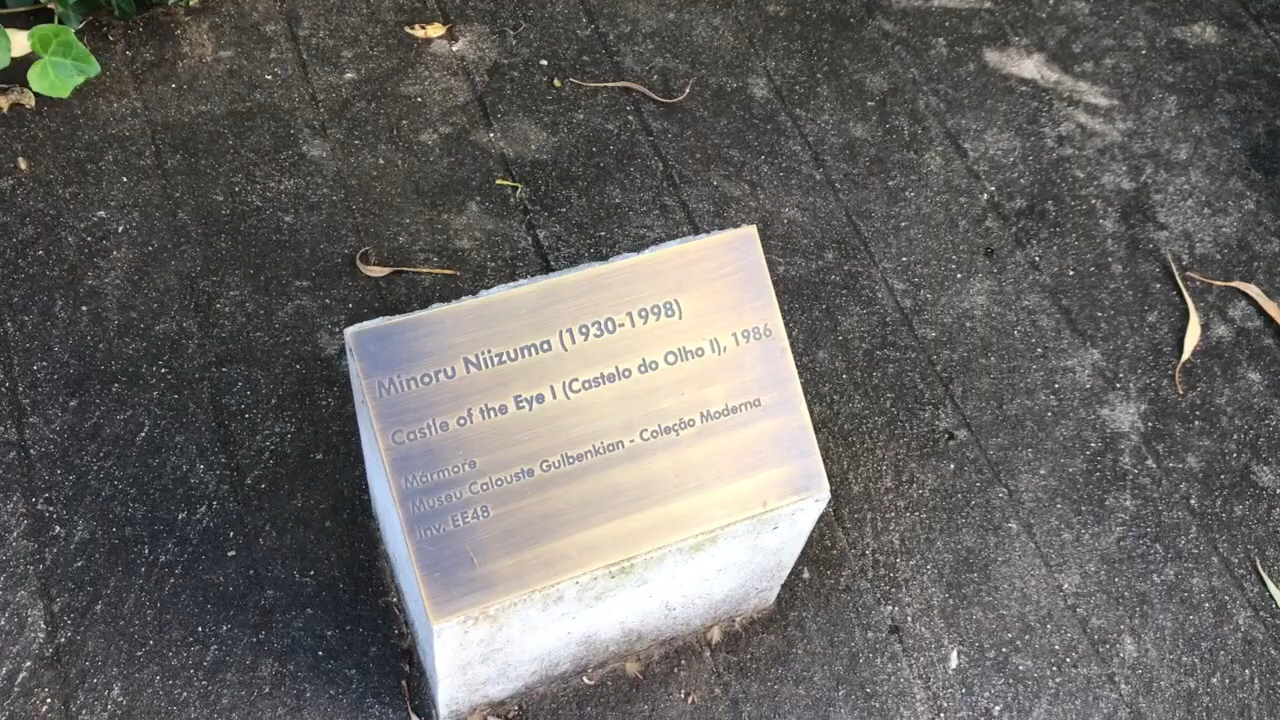 Minoru Niizuma (1930-1998)
Castle of the Eye I (Castelo do Olho I), 1986
Mármore
Museu Calouste Gulbenkian - Coleção Moderna
Inv. EE48